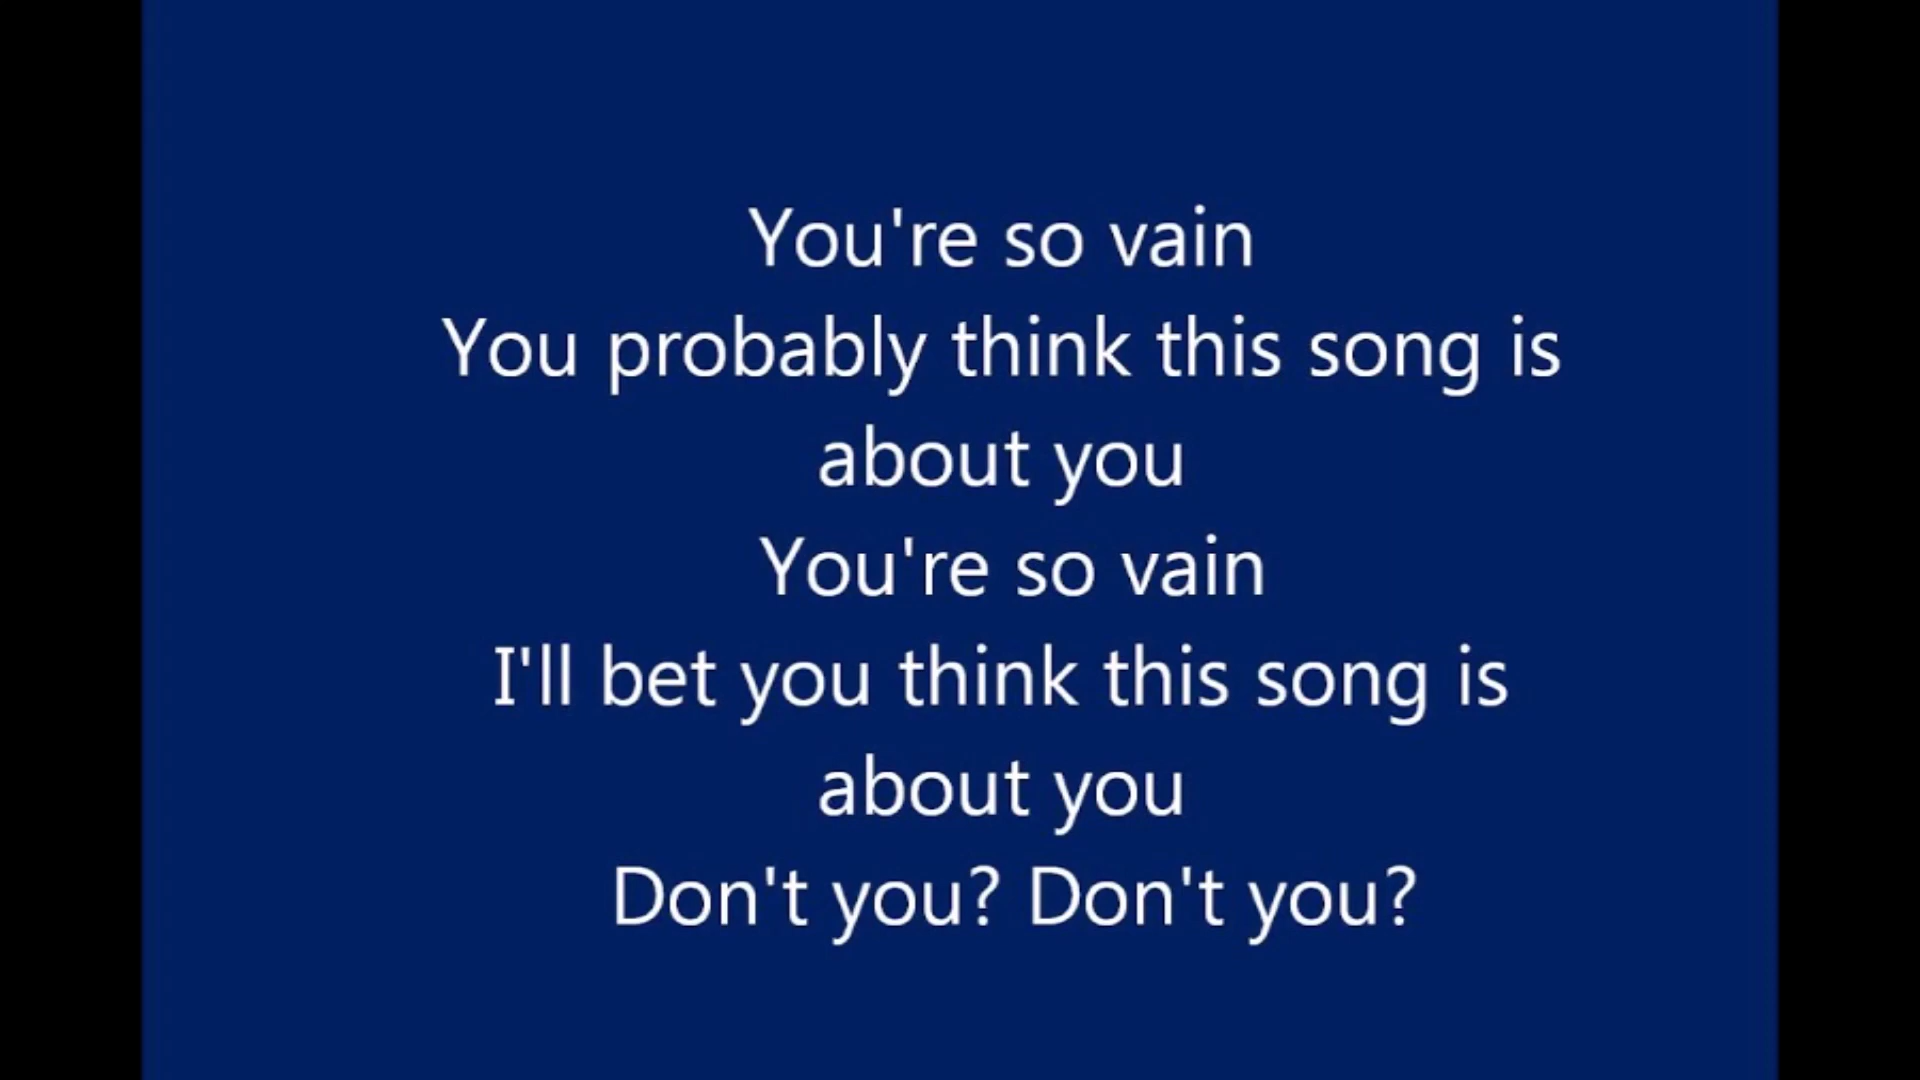 You're so vain
You probably think this song is
about you
You're so vain
I'll bet you think this song is
about you
Don't you? Don't you?